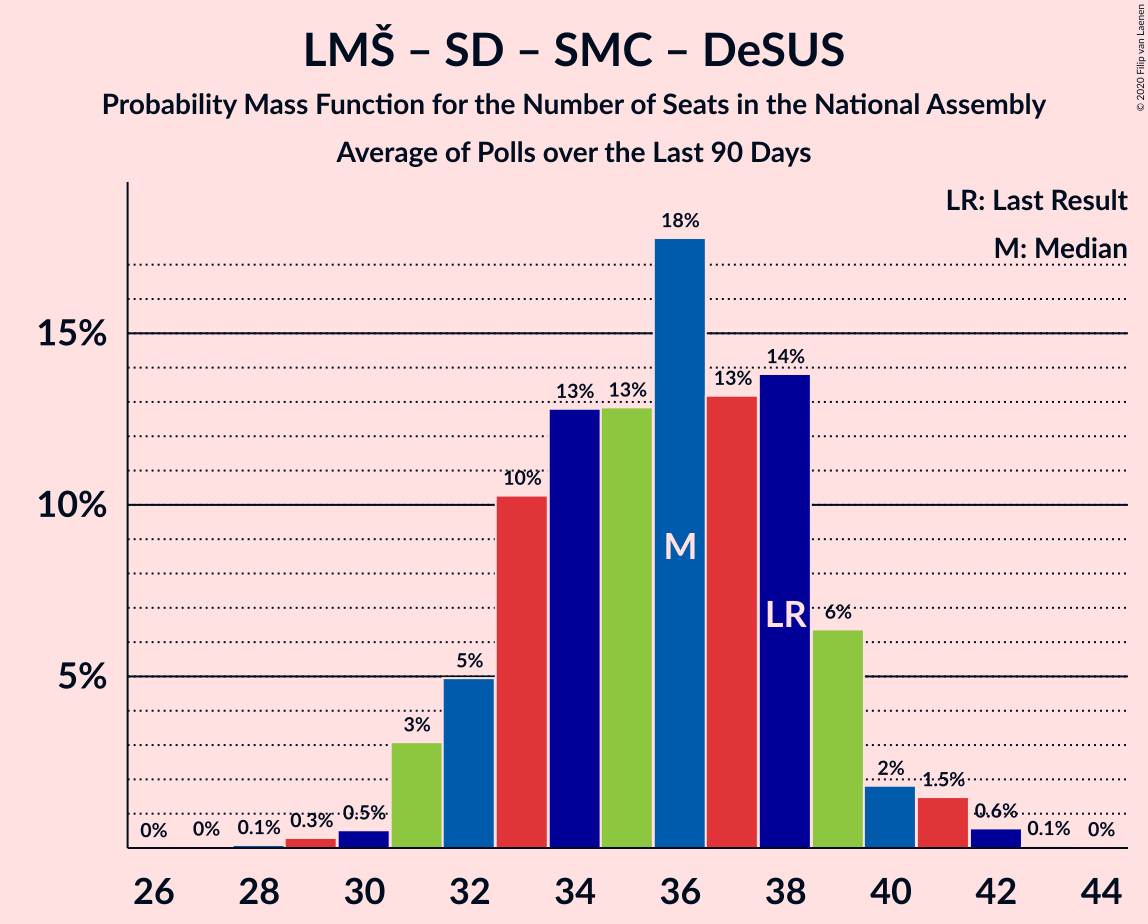 LMŠ – SD – SMC – DeSUS
Probability Mass Function for the Number of Seats in the National Assembly
Average of Polls over the Last 90 Days
© 2020 Filip van Laenen
LR: Last Result
M: Median
15%
10%
5%
0%
0%
0.1%
0.3%
0.5%
3%
5%
10%
13%
13%
18%
13%
14%
6%
2%
1.5%
0.6%
0.1%
0%
M
LR
26 28 30 32 34 36 38 40 42 44